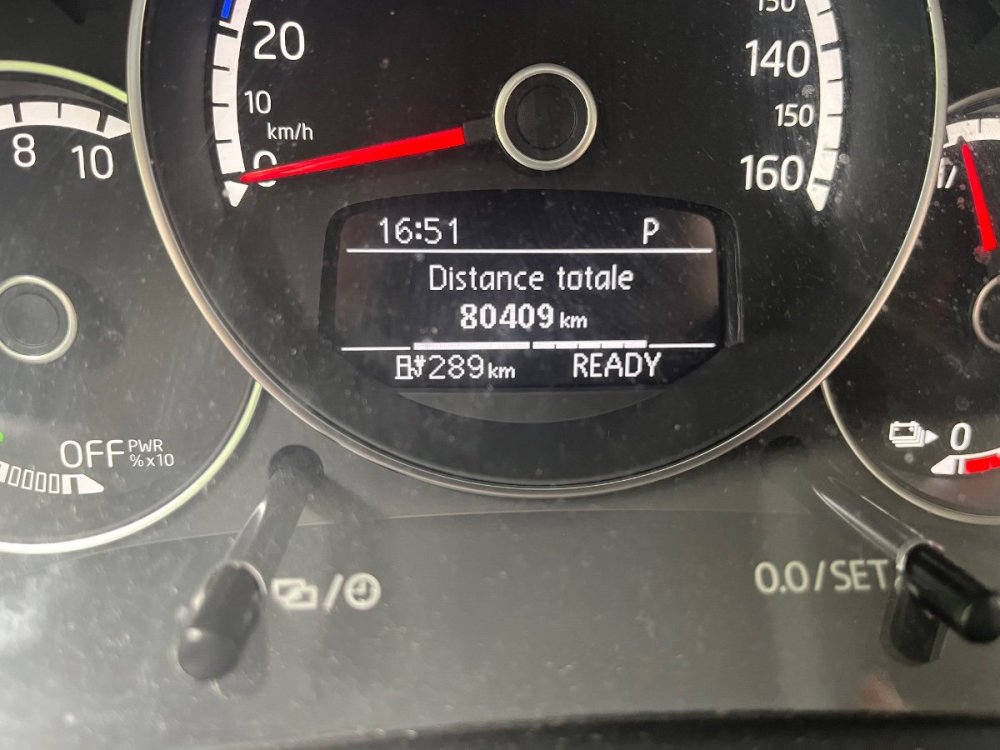 20
10
km/h
0
130
140
150
160
8
10
16:51 P
Distance totale
80409 km
289 km READY
OFF PWR
% x10
0
0.0/SET